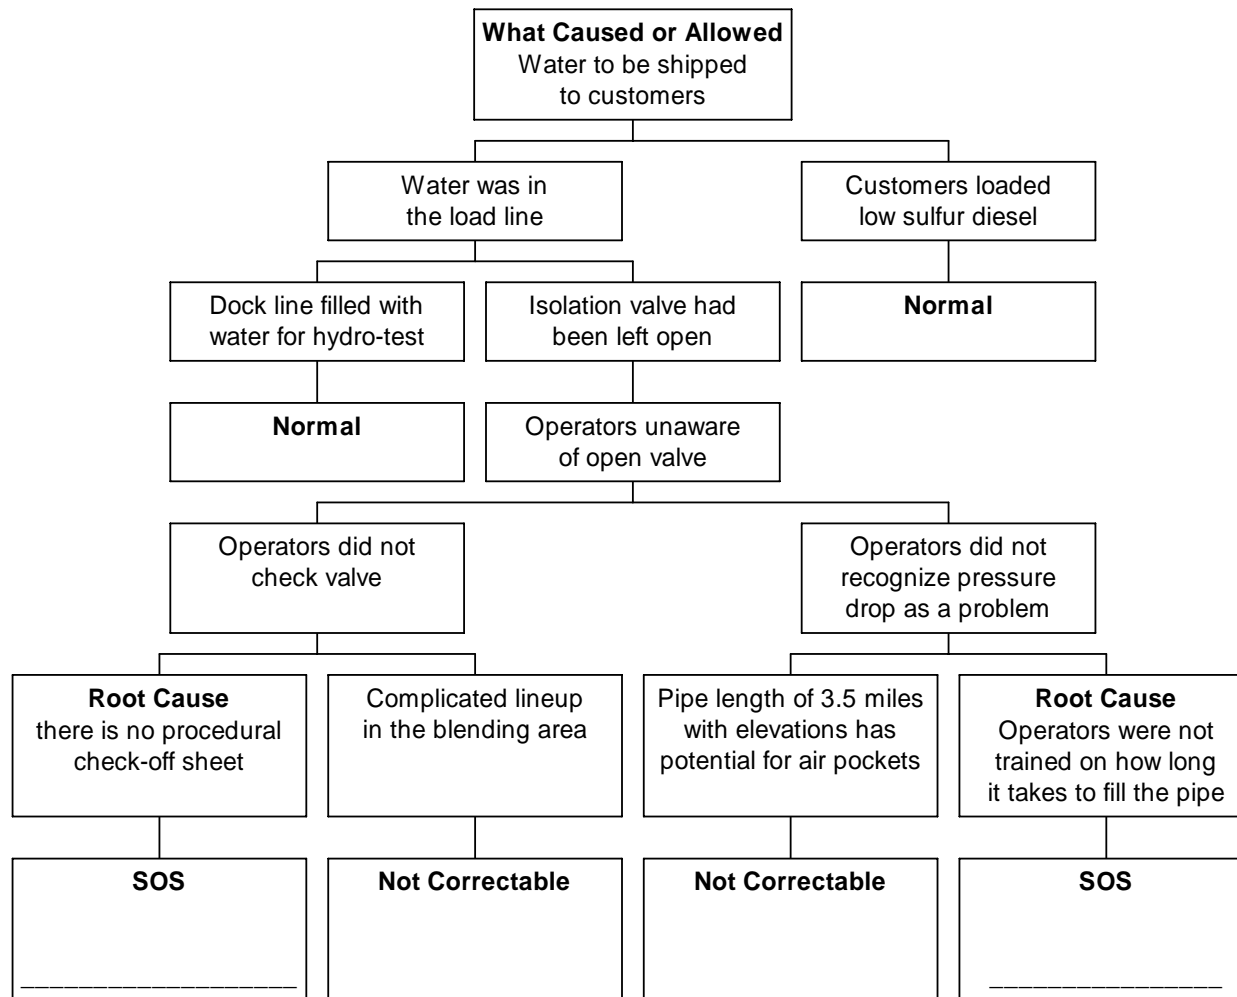 What Caused or Allowed
Water to be shipped
to customers
Water was in
the load line
Customers loaded
low sulfur diesel
Dock line filled with
water for hydro-test
Isolation valve had
been left open
Normal
Normal
Operators unaware
of open valve
Operators did not
check valve
Operators did not
recognize pressure
drop as a problem
Root Cause
there is no procedural
check-off sheet
Complicated lineup
in the blending area
Pipe length of 3.5 miles
with elevations has
potential for air pockets
Root Cause
Operators were not
trained on how long
it takes to fill the pipe
SOS
Not Correctable
Not Correctable
SOS